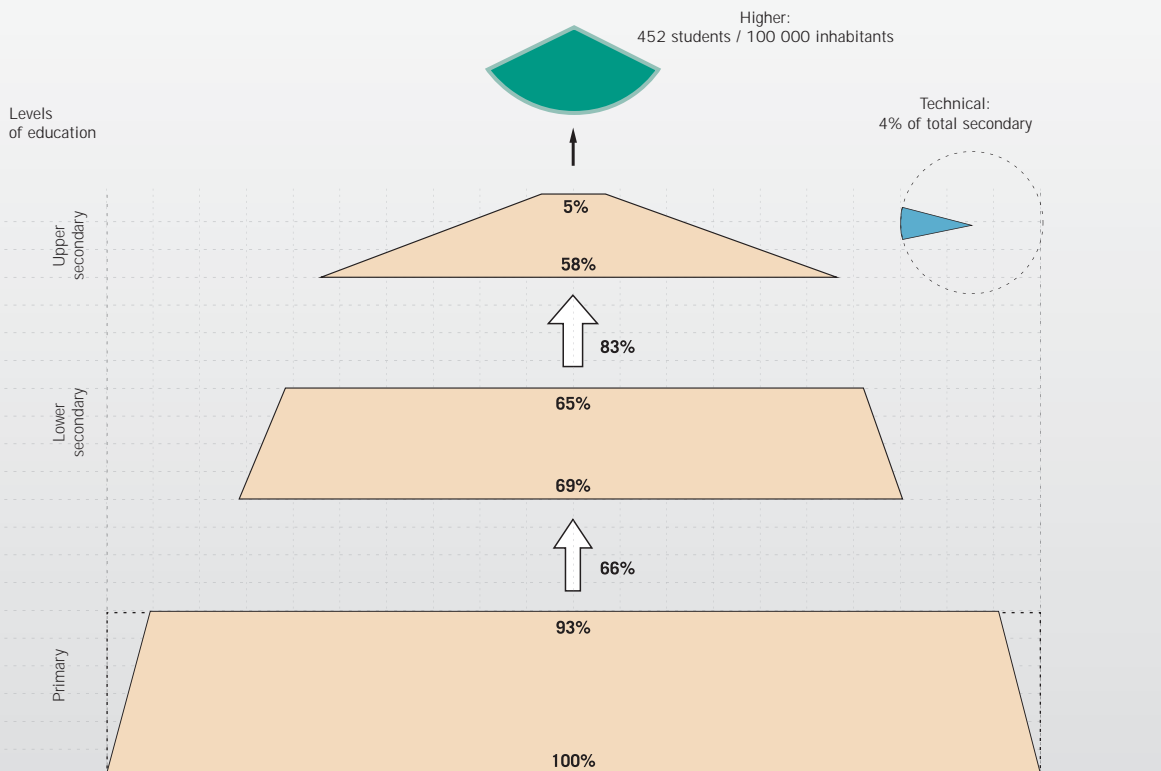 Higher:
452 students / 100 000 inhabitants
Levels
of education
Technical:
4% of total secondary
Upper
secondary
5%
58%
83%
Lower
secondary
65%
69%
66%
Primary
93%
100%